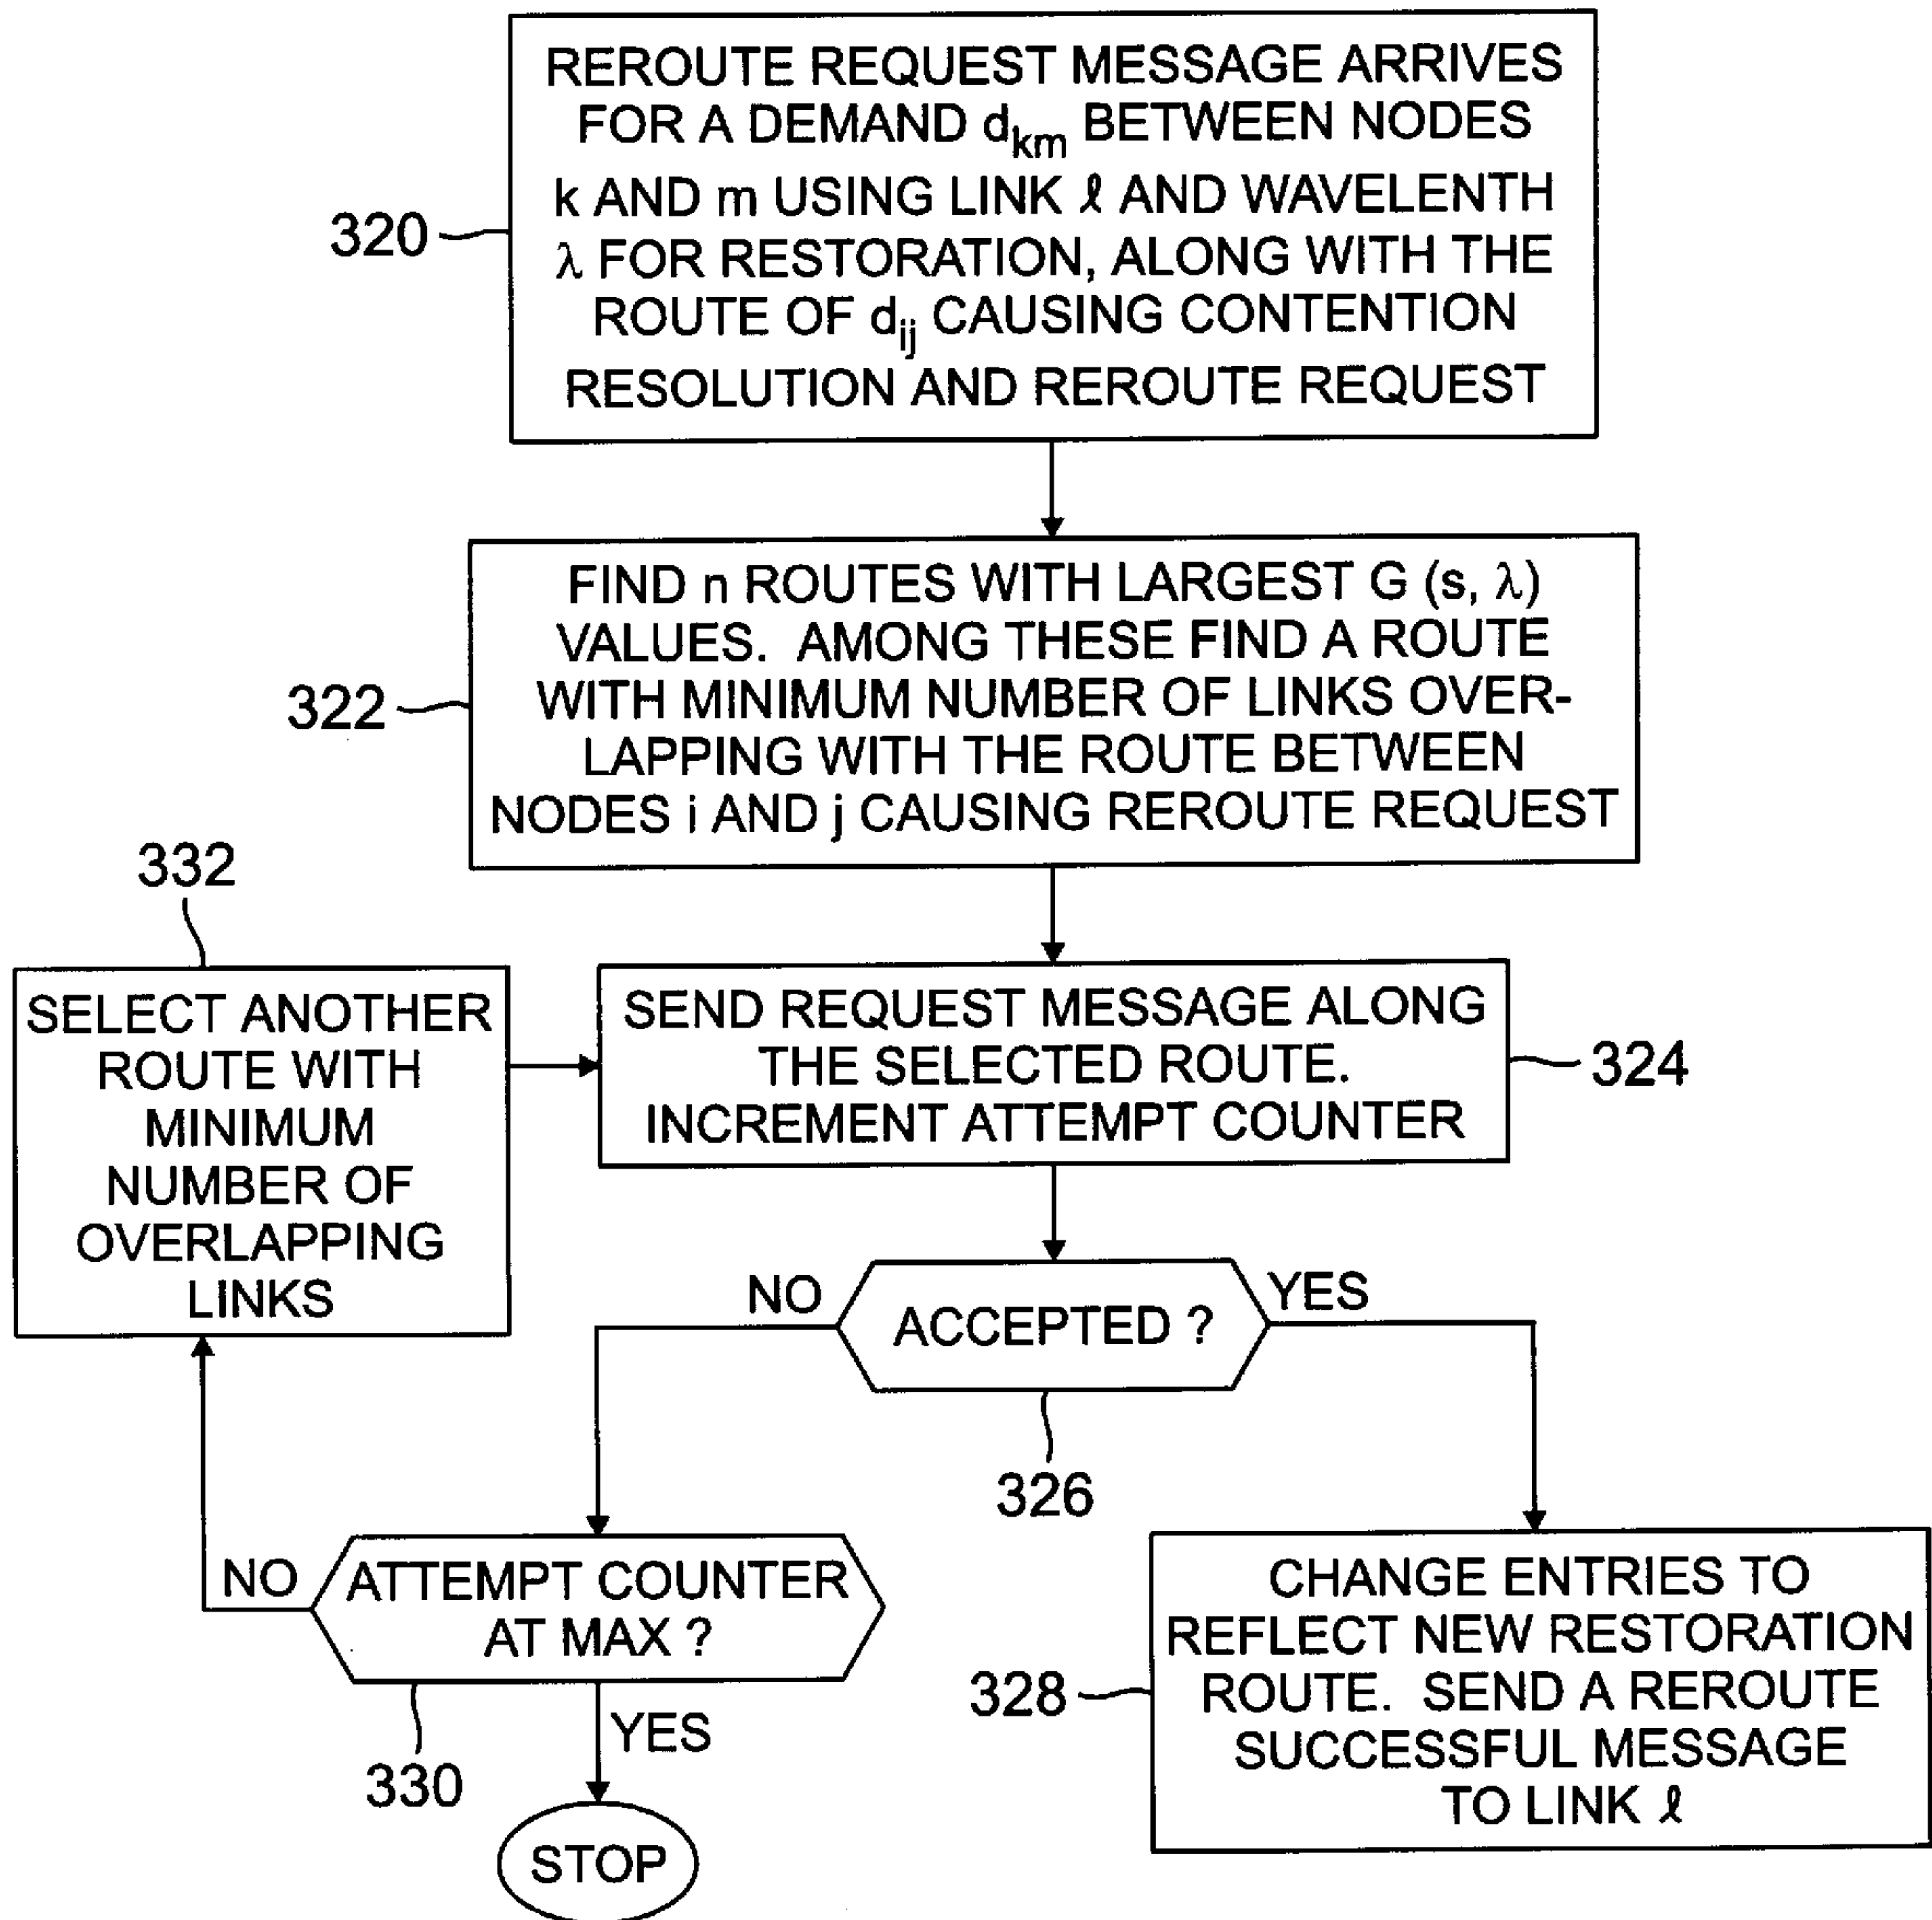 REROUTE REQUEST MESSAGE ARRIVES
FOR A DEMAND dkm BETWEEN NODES
k AND m USING LINK ℓ AND WAVELENTH
λ FOR RESTORATION, ALONG WITH THE
ROUTE OF dij CAUSING CONTENTION
RESOLUTION AND REROUTE REQUEST
320
FIND n ROUTES WITH LARGEST G (s, λ)
VALUES. AMONG THESE FIND A ROUTE
WITH MINIMUM NUMBER OF LINKS OVER-
LAPPING WITH THE ROUTE BETWEEN
NODES i AND j CAUSING REROUTE REQUEST
322
332
SELECT ANOTHER
ROUTE WITH
MINIMUM
NUMBER OF
OVERLAPPING
LINKS
SEND REQUEST MESSAGE ALONG
THE SELECTED ROUTE.
INCREMENT ATTEMPT COUNTER
324
NO
ACCEPTED ?
YES
326
NO
ATTEMPT COUNTER
AT MAX ?
330
YES
STOP
CHANGE ENTRIES TO
REFLECT NEW RESTORATION
ROUTE. SEND A REROUTE
SUCCESSFUL MESSAGE
TO LINK ℓ
328